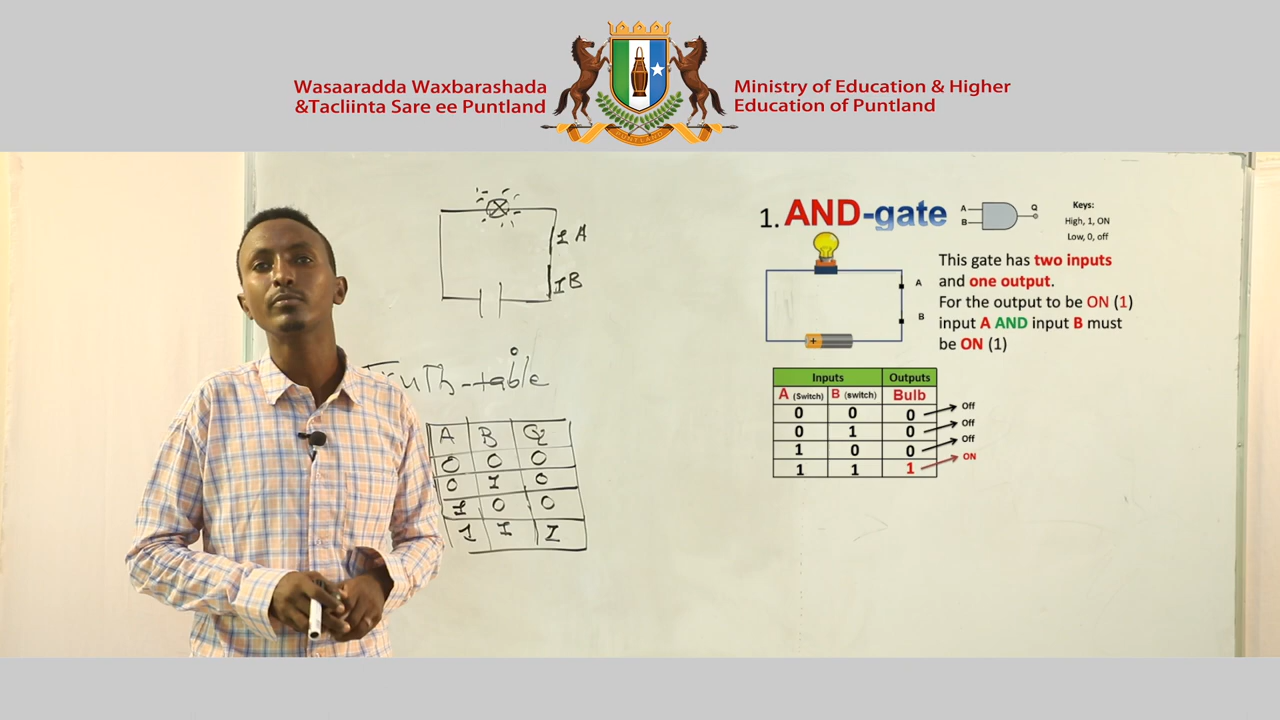 Wasaaradda Waxbarashada
&Tacliinta Sare ee Puntland
Ministry of Education & Higher
Education of Puntland
PUNTLAND
1 A
I B
Truth-table
A B Q
0 0 0
0 I 0
1 0 0
1 I I
1. AND-gate
A
B
Q
Keys:
High, 1, ON
Low, 0, off
This gate has two inputs
and one output.
For the output to be ON (1)
input A AND input B must
be ON (1)
A
B
+
Inputs Outputs
A (Switch) B (switch) Bulb
0 0 0 Off
0 1 0 Off
1 0 0 Off
1 1 1 ON